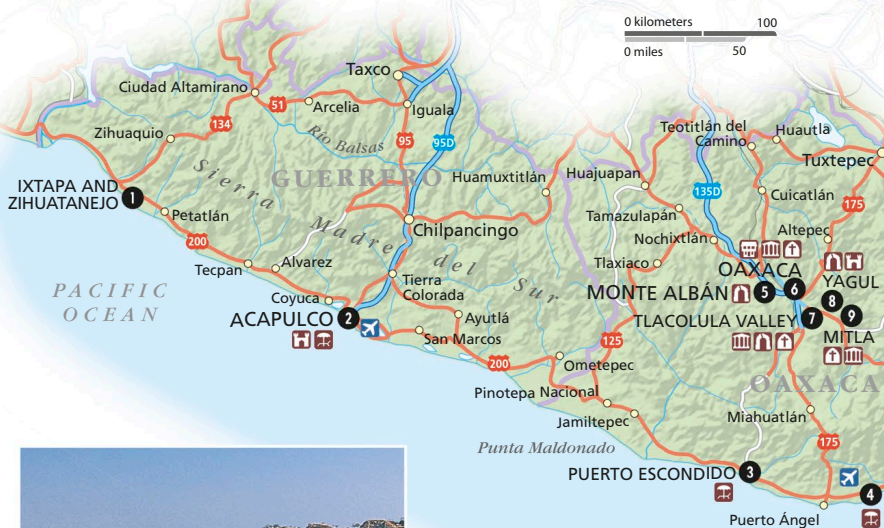 0 kilometers 100
0 miles 50
Taxco
Ciudad Altamirano
51
Arcelia
Iguala
134
Zihuaquio
Río Balsas
95
95D
Teotitlán del
Camino
Huautla
Tuxtepec
Sierra Madre del Sur
GUERRERO
Huamuxtitlán
Huajuapan
135D
Cuicatlán
175
IXTAPA AND
ZIHUATANEJO 1
Petatlán
Chilpancingo
Tamazulapán
Nochixtlán
Altepec
200
Tecpan
Alvarez
Tierra
Colorada
Tlaxiaco
OAXACA
6
YAGUL
8
PACIFIC
OCEAN
Coyuca
MONTE ALBÁN
5
ACAPULCO 2
Ayutlá
San Marcos
TLACOLULA VALLEY 7
9
MITLA
125
200
Ometepec
OAXACA
Pinotepa Nacional
Jamiltepec
Miahuatlán
Punta Maldonado
175
PUERTO ESCONDIDO 3
4
Puerto Ángel